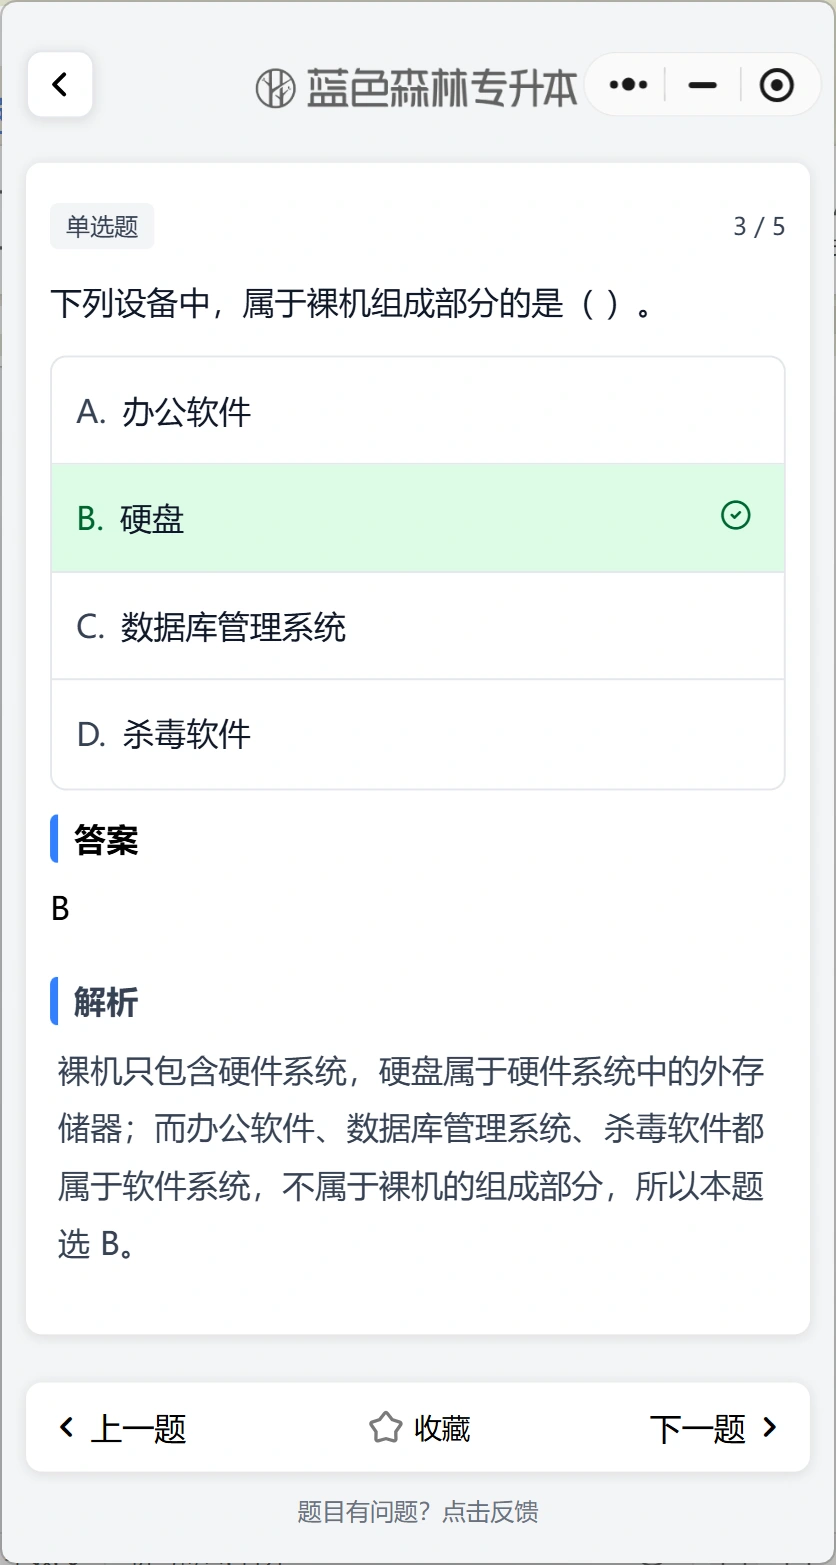 蓝色森林专升本
单选题
3 / 5
下列设备中，属于裸机组成部分的是（ ）。
A. 办公软件
B. 硬盘
C. 数据库管理系统
D. 杀毒软件
答案
B
解析
裸机只包含硬件系统，硬盘属于硬件系统中的外存
储器；而办公软件、数据库管理系统、杀毒软件都
属于软件系统，不属于裸机的组成部分，所以本题
选 B。
上一题
收藏
下一题
题目有问题？点击反馈